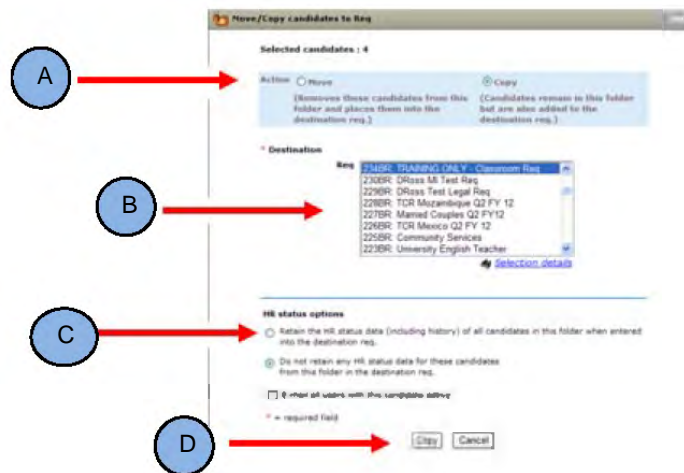 Move/Copy candidates to Req
Selected candidates : 4
A
Action Move Copy
(Removes these candidates from this (Candidates remain in this folder
folder and places them into the but are also added to the
destination req.) destination req.)
* Destination
Req 234BR: TRAINING ONLY - Classroom Req
230BR: DRoss MI Test Req
229BR: DRoss Test Legal Req
B
228BR: TCR Mozambique Q2 FY 12
227BR: Married Couples Q2 FY12
226BR: TCR Mexico Q2 FY 12
225BR: Community Services
223BR: University English Teacher
Selection details
HR status options
C
Retain the HR status data (including history) of all candidates in this folder when entered
into the destination req.
Do not retain any HR status data for these candidates
from this folder in the destination req.
all users with this candidate
* = required field
D
Copy Cancel